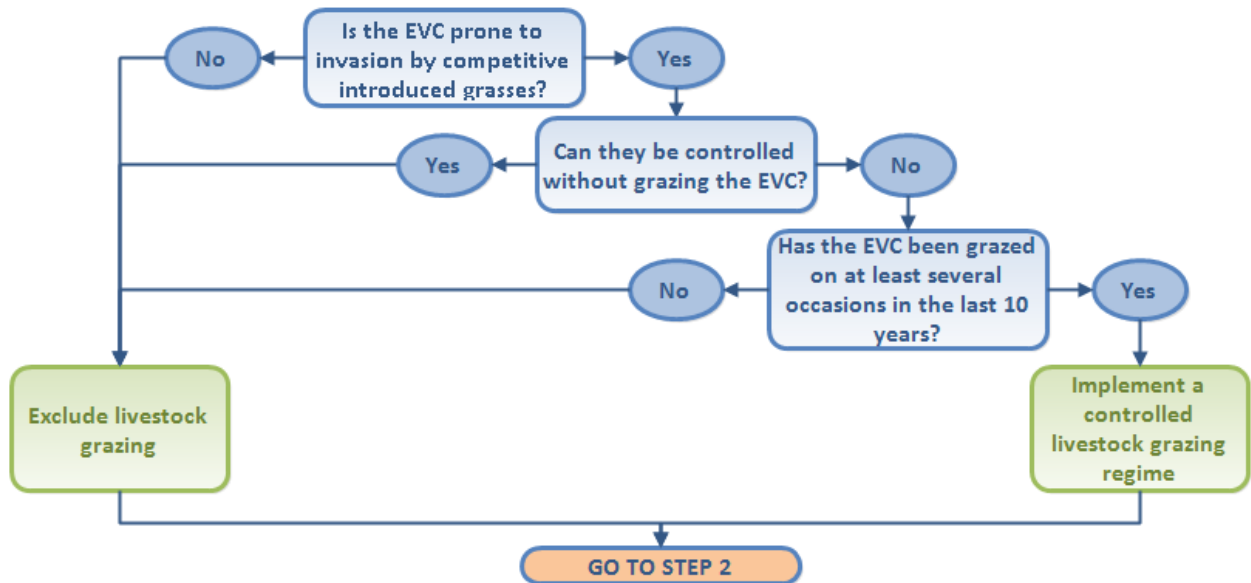 Is the EVC prone to
invasion by competitive
introduced grasses?
No
Yes
Can they be controlled
without grazing the EVC?
Yes
No
Has the EVC been grazed
on at least several
occasions in the last 10
years?
No
Yes
Exclude livestock
grazing
Implement a
controlled
livestock grazing
regime
GO TO STEP 2